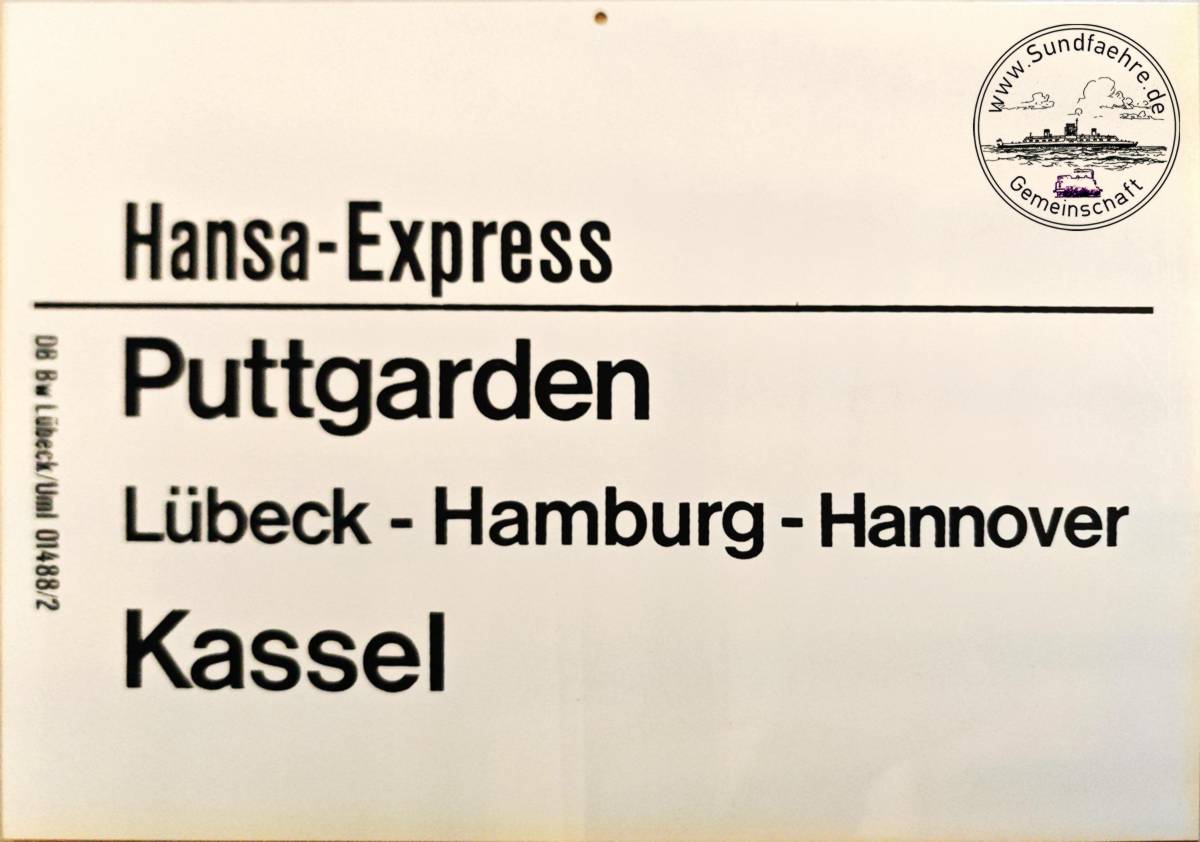 www.Sundfaehre.de
Gemeinschaft
Hansa-Express
Puttgarden
Lübeck - Hamburg - Hannover
Kassel
DB Bw Lübeck/Uml 01488/2